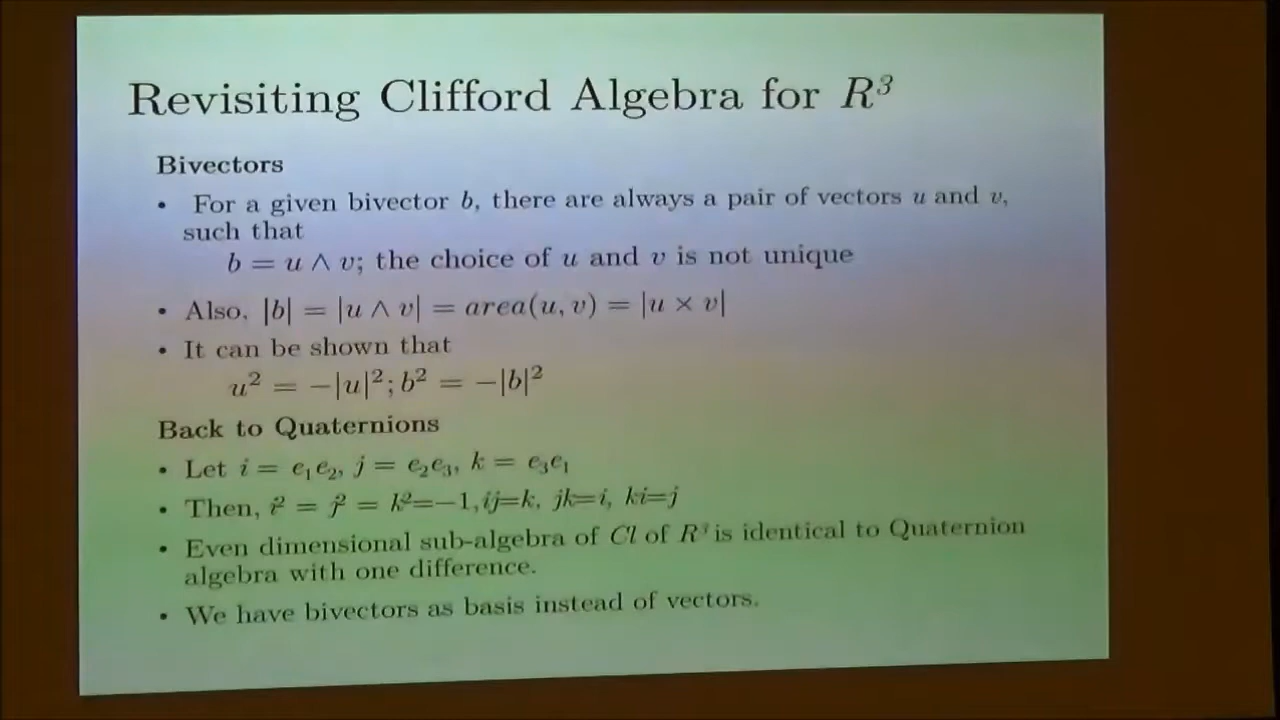 Revisiting Clifford Algebra for R³
Bivectors
• For a given bivector b, there are always a pair of vectors u and v,
such that
b = u ∧ v; the choice of u and v is not unique
• Also, |b| = |u ∧ v| = area(u, v) = |u × v|
• It can be shown that
u² = −|u|²; b² = −|b|²
Back to Quaternions
• Let i = e₁e₂, j = e₂e₃, k = e₃e₁
• Then, i² = j² = k²=−1, ij=k, jk=i, ki=j
• Even dimensional sub-algebra of Cl of R³ is identical to Quaternion
algebra with one difference.
• We have bivectors as basis instead of vectors.